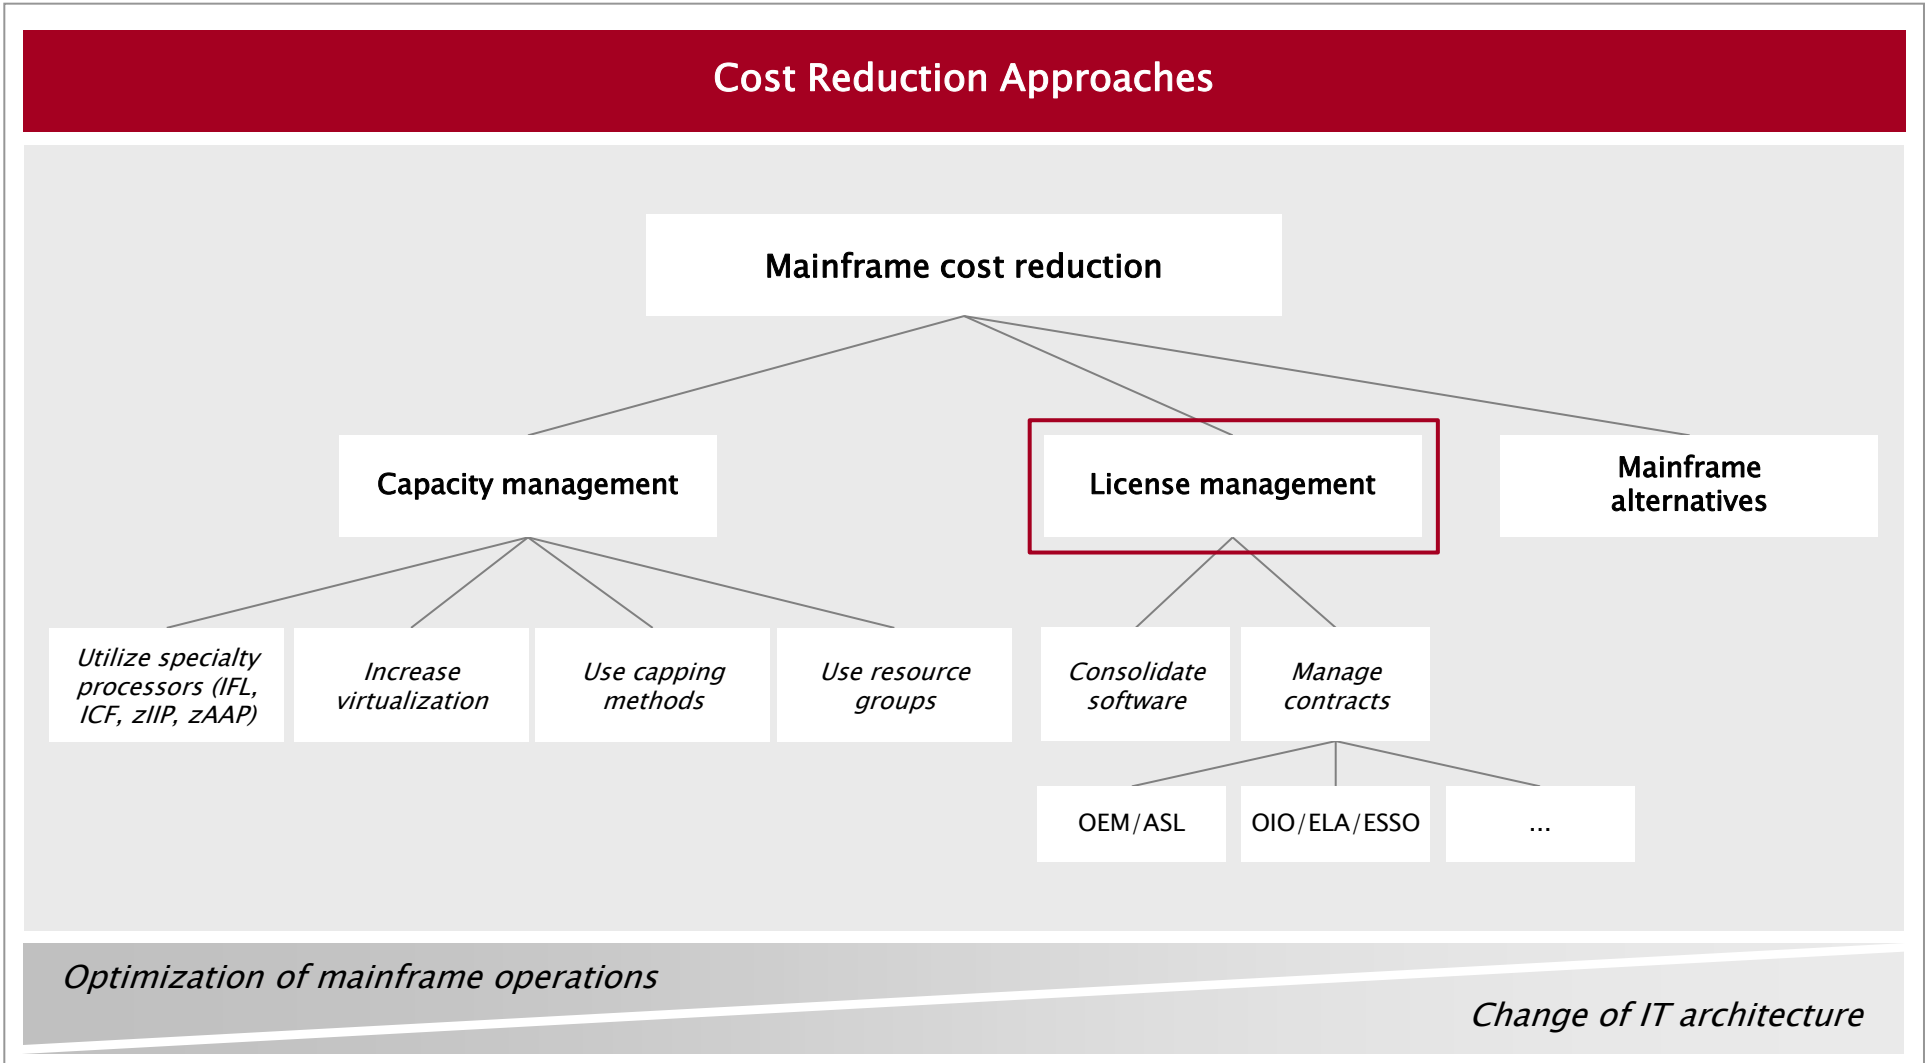 Cost Reduction Approaches
Mainframe cost reduction
Capacity management
License management
Mainframe
alternatives
Utilize specialty
processors (IFL,
ICF, zIIP, zAAP)
Increase
virtualization
Use capping
methods
Use resource
groups
Consolidate
software
Manage
contracts
OEM/ASL
OIO/ELA/ESSO
...
Optimization of mainframe operations
Change of IT architecture